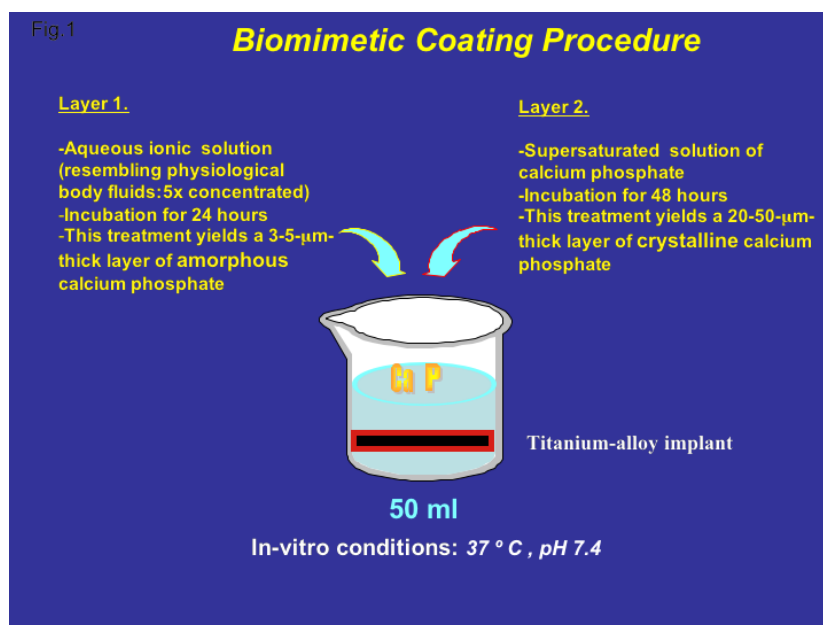 Fig.1
Biomimetic Coating Procedure
Layer 1.
-Aqueous ionic solution
(resembling physiological
body fluids:5x concentrated)
-Incubation for 24 hours
-This treatment yields a 3-5-μm-
thick layer of amorphous
calcium phosphate
Layer 2.
-Supersaturated solution of
calcium phosphate
-Incubation for 48 hours
-This treatment yields a 20-50-μm-
thick layer of crystalline calcium
phosphate
Ca P
Titanium-alloy implant
50 ml
In-vitro conditions: 37 º C , pH 7.4